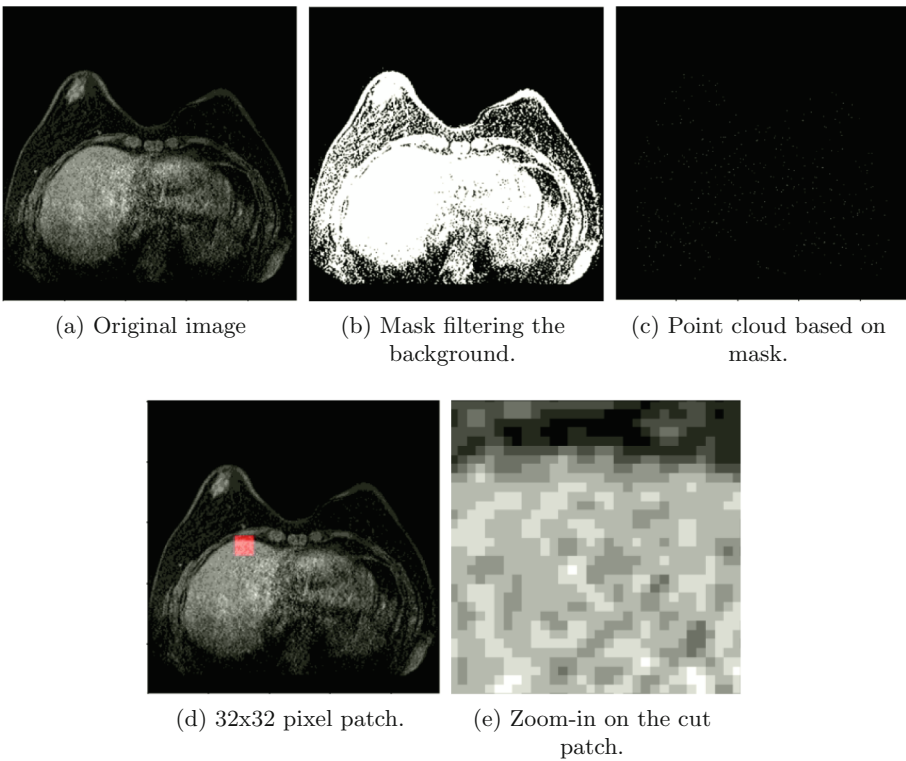 (a) Original image
(b) Mask filtering the
background.
(c) Point cloud based on
mask.
(d) 32x32 pixel patch.
(e) Zoom-in on the cut
patch.